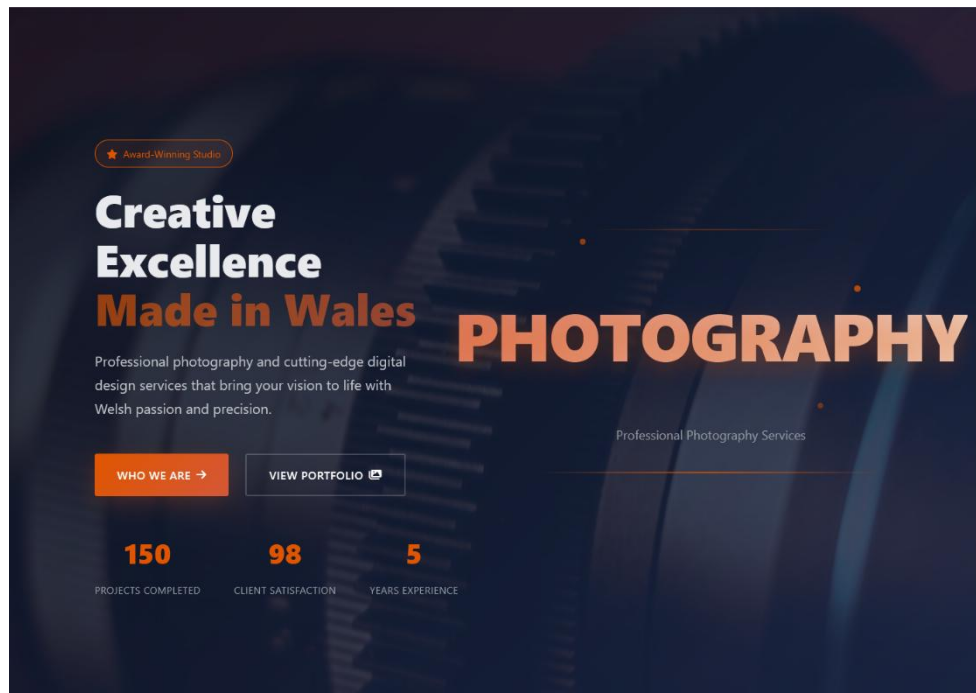 Award-Winning Studio
Creative
Excellence
Made in Wales
Professional photography and cutting-edge digital
design services that bring your vision to life with
Welsh passion and precision.
WHO WE ARE
VIEW PORTFOLIO
150
PROJECTS COMPLETED
98
CLIENT SATISFACTION
5
YEARS EXPERIENCE
PHOTOGRAPHY
Professional Photography Services